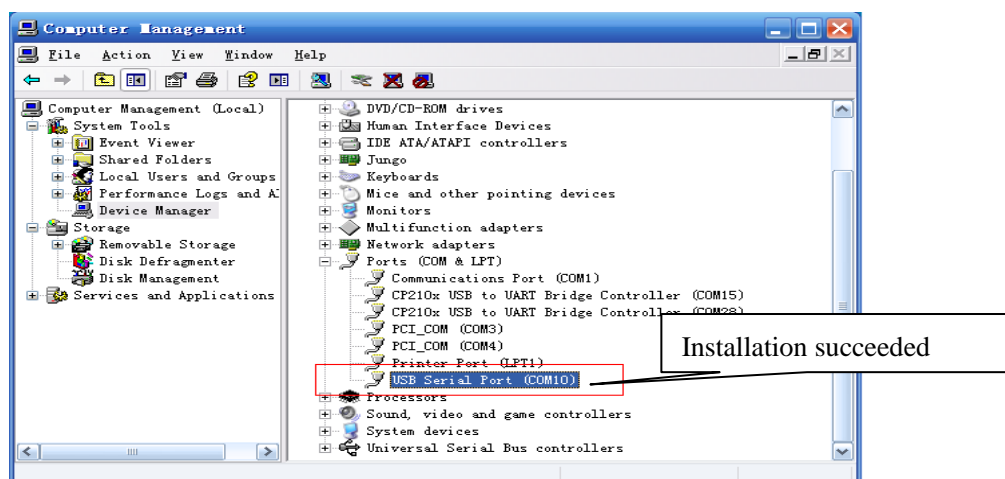 Computer Management
File Action View Window Help
Computer Management (Local)
System Tools
Event Viewer
Shared Folders
Local Users and Groups
Performance Logs and Al
Device Manager
Storage
Removable Storage
Disk Defragmenter
Disk Management
Services and Applications
DVD/CD-ROM drives
Human Interface Devices
IDE ATA/ATAPI controllers
Jungo
Keyboards
Mice and other pointing devices
Monitors
Multifunction adapters
Network adapters
Ports (COM & LPT)
Communications Port (COM1)
CP210x USB to UART Bridge Controller (COM15)
CP210x USB to UART Bridge Controller (COM28)
PCI_COM (COM3)
PCI_COM (COM4)
Printer Port (LPT1)
USB Serial Port (COM10)
Processors
Sound, video and game controllers
System devices
Universal Serial Bus controllers
Installation succeeded